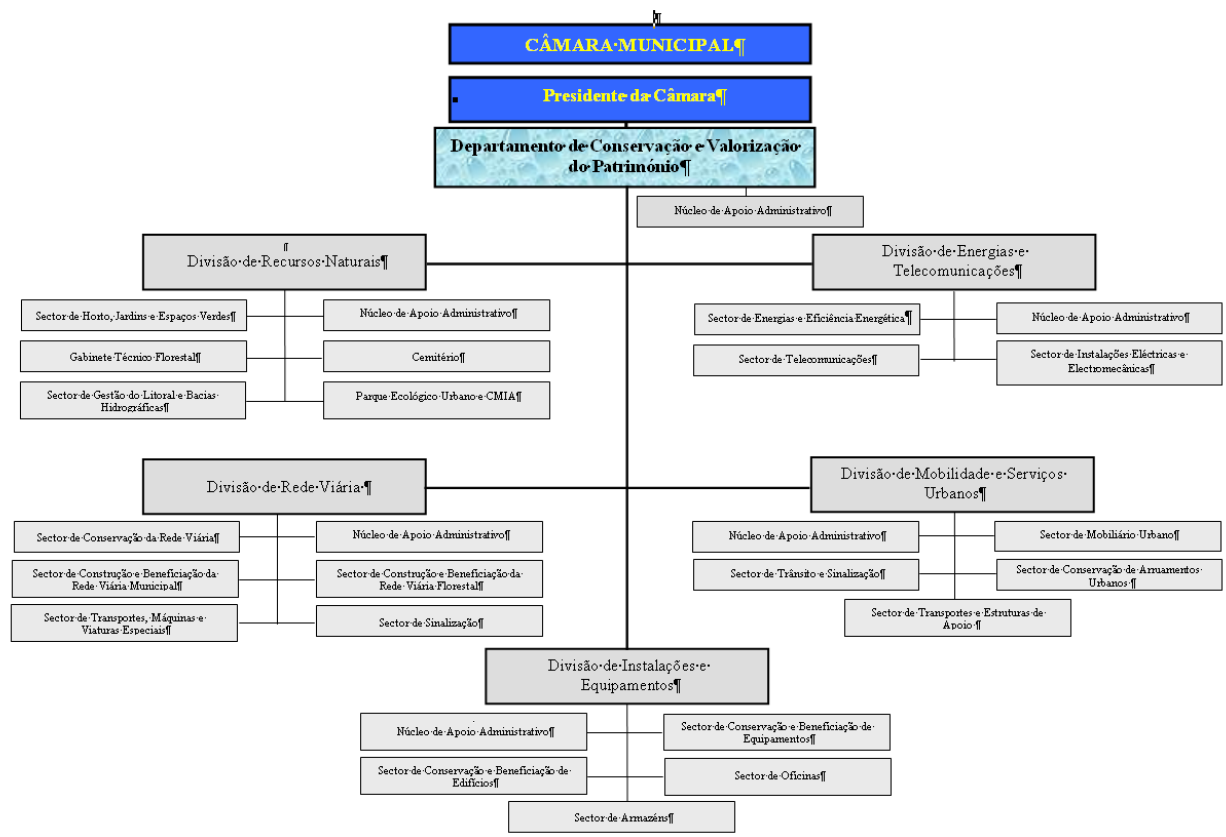 ¶
CÂMARA·MUNICIPAL¶
Presidente·da·Câmara¶
Departamento·de·Conservação·e·Valorização·
do·Património¶
Núcleo·de·Apoio·Administrativo¶
¶
Divisão·de·Recursos·Naturais¶
Divisão·de·Energias·e·
Telecomunicações¶
Sector·de·Horto,·Jardins·e·Espaços·Verdes¶
Núcleo·de·Apoio·Administrativo¶
Gabinete·Técnico·Florestal¶
Cemitério¶
Sector·de·Gestão·do·Litoral·e·Bacias·
Hidrográficas¶
Parque·Ecológico·Urbano·e·CMIA¶
Sector·de·Energias·e·Eficiência·Energética¶
Núcleo·de·Apoio·Administrativo¶
Sector·de·Telecomunicações¶
Sector·de·Instalações·Eléctricas·e·
Electromecânicas¶
Divisão·de·Rede·Viária·¶
Divisão·de·Mobilidade·e·Serviços·
Urbanos¶
Sector·de·Conservação·da·Rede·Viária¶
Núcleo·de·Apoio·Administrativo¶
Sector·de·Construção·e·Beneficiação·da·
Rede·Viária·Municipal¶
Sector·de·Construção·e·Beneficiação·da·
Rede·Viária·Florestal¶
Sector·de·Transportes,·Máquinas·e·
Viaturas·Especiais¶
Sector·de·Sinalização¶
Núcleo·de·Apoio·Administrativo¶
Sector·de·Mobiliário·Urbano¶
Sector·de·Trânsito·e·Sinalização¶
Sector·de·Conservação·de·Arruamentos·
Urbanos·¶
Sector·de·Transportes·e·Estruturas·de·
Apoio·¶
Divisão·de·Instalações·e·
Equipamentos¶
Núcleo·de·Apoio·Administrativo¶
Sector·de·Conservação·e·Beneficiação·de·
Equipamentos¶
Sector·de·Conservação·e·Beneficiação·de·
Edifícios¶
Sector·de·Oficinas¶
Sector·de·Armazéns¶